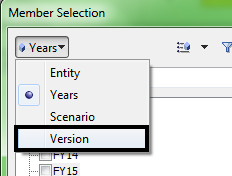 Member Selection
Years
Entity
Years
Scenario
Version
FY14
FY15